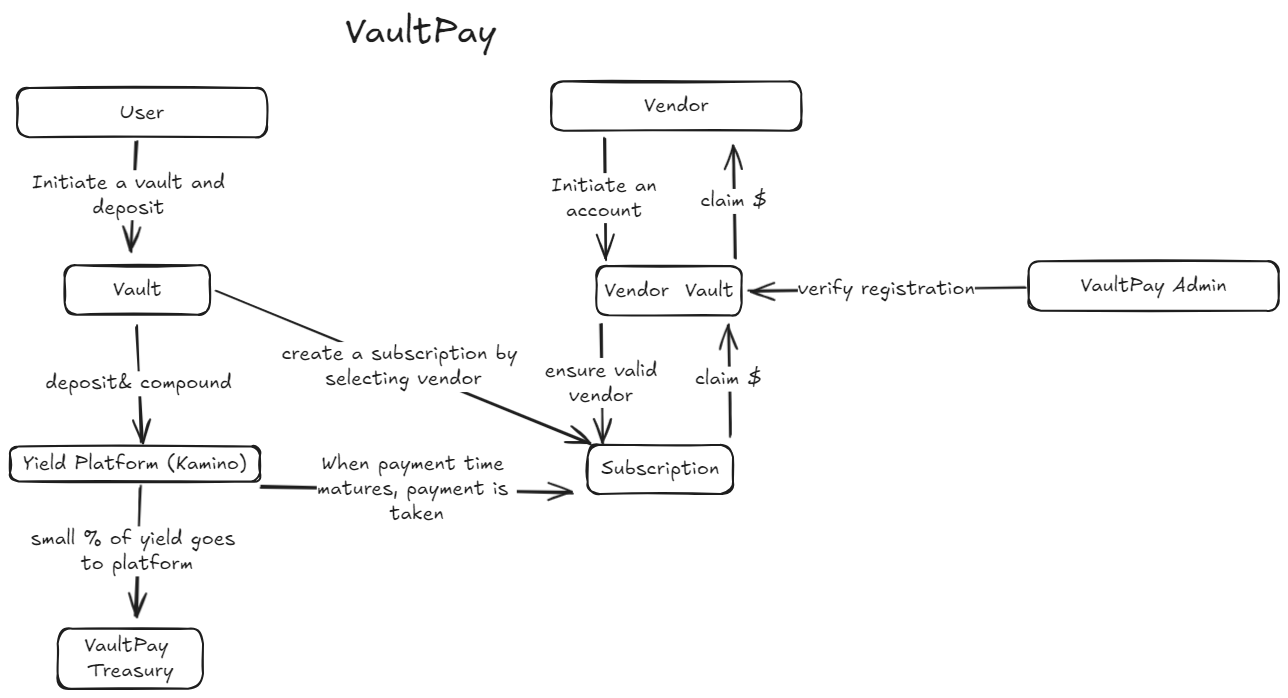 VaultPay
User
Vendor
Initiate a vault and
deposit
Initiate an
account
claim $
Vault
Vendor Vault
verify registration
VaultPay Admin
create a subscription by
selecting vendor
deposit& compound
ensure valid
vendor
claim $
Yield Platform (Kamino)
When payment time
matures, payment is
taken
Subscription
small % of yield goes
to platform
VaultPay
Treasury